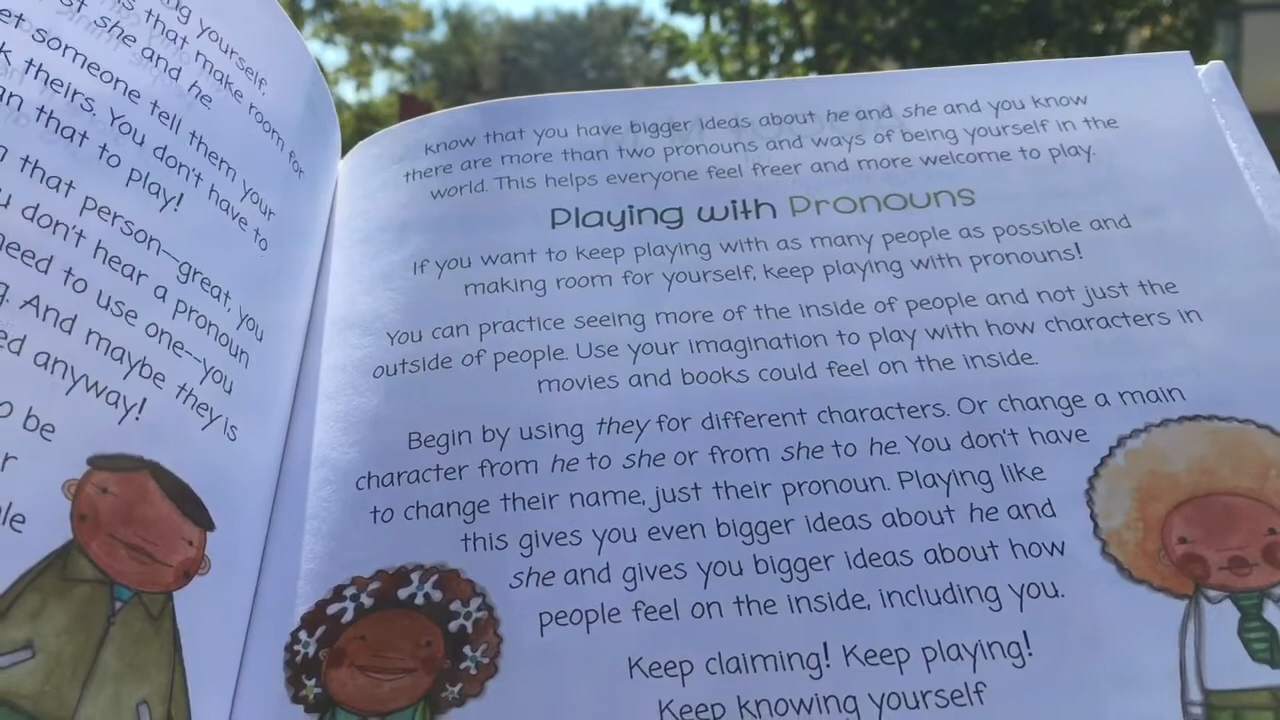 ng yourself.
s that make room for
st she and he
et someone tell them your
k theirs. You don't have to
an that to play!
that person—great, you
u don't hear a pronoun
need to use one—you
g. And maybe they is
ed anyway!
o be
r
le
know that you have bigger ideas about he and she and you know
there are more than two pronouns and ways of being yourself in the
world. This helps everyone feel freer and more welcome to play.
Playing with Pronouns
If you want to keep playing with as many people as possible and
making room for yourself, keep playing with pronouns!
You can practice seeing more of the inside of people and not just the
outside of people. Use your imagination to play with how characters in
movies and books could feel on the inside.
Begin by using they for different characters. Or change a main
character from he to she or from she to he. You don't have
to change their name, just their pronoun. Playing like
this gives you even bigger ideas about he and
she and gives you bigger ideas about how
people feel on the inside, including you.
Keep claiming! Keep playing!
Keep knowing yourself